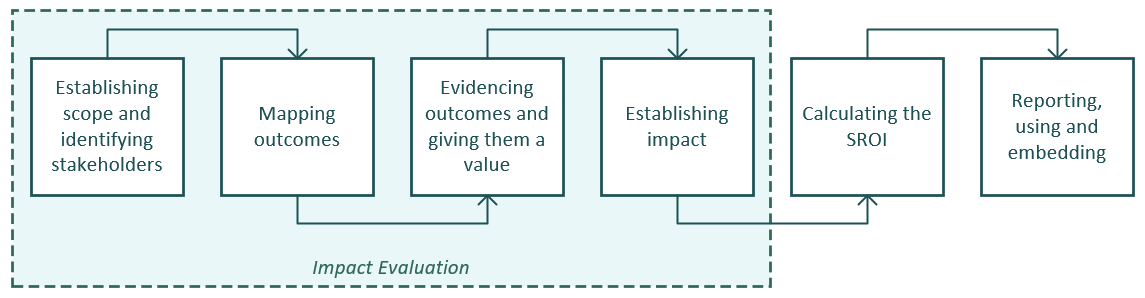 Establishing
scope and
identifying
stakeholders
Mapping
outcomes
Evidencing
outcomes and
giving them a
value
Establishing
impact
Calculating the
SROI
Reporting,
using and
embedding
Impact Evaluation